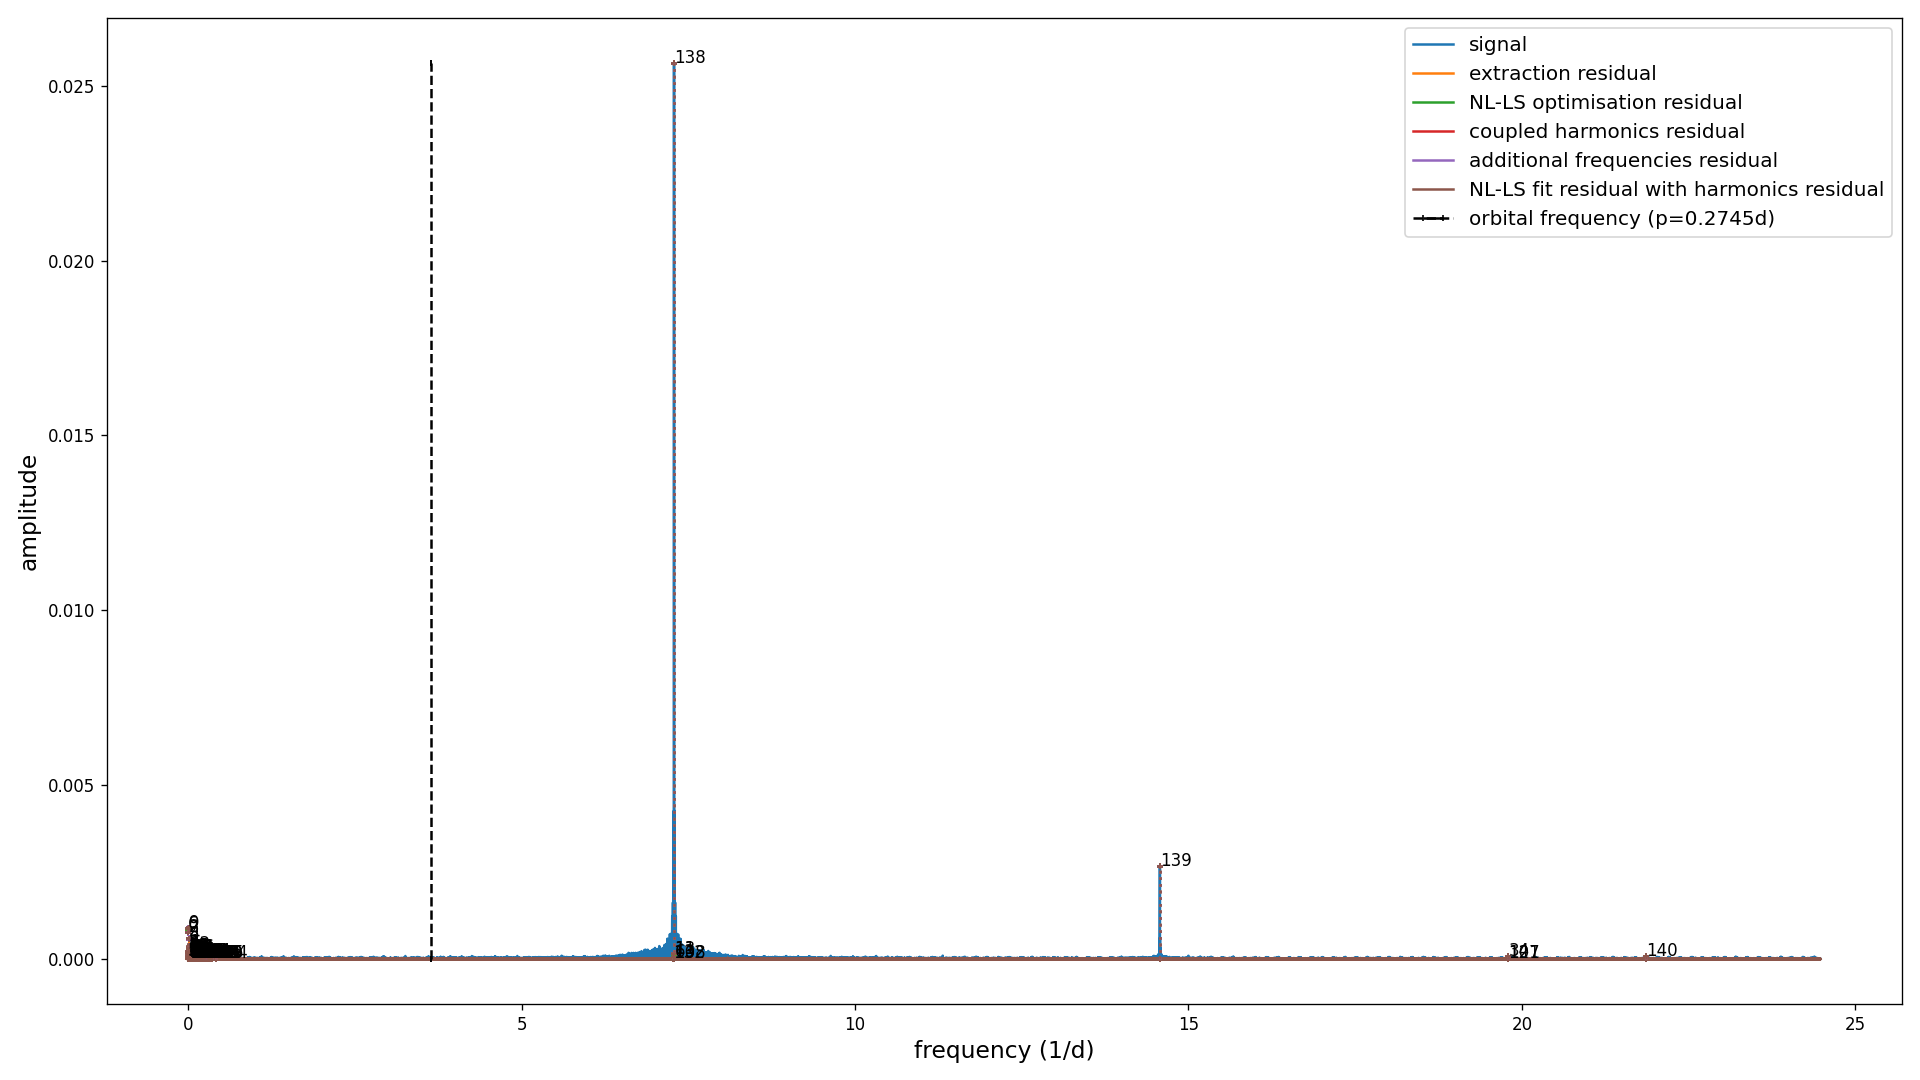 138
signal
extraction residual
NL-LS optimisation residual
coupled harmonics residual
additional frequencies residual
NL-LS fit residual with harmonics residual
orbital frequency (p=0.2745d)
0.025
0.020
0.015
0.010
0.005
0.000
amplitude
139
140
0
5
10
15
20
25
frequency (1/d)